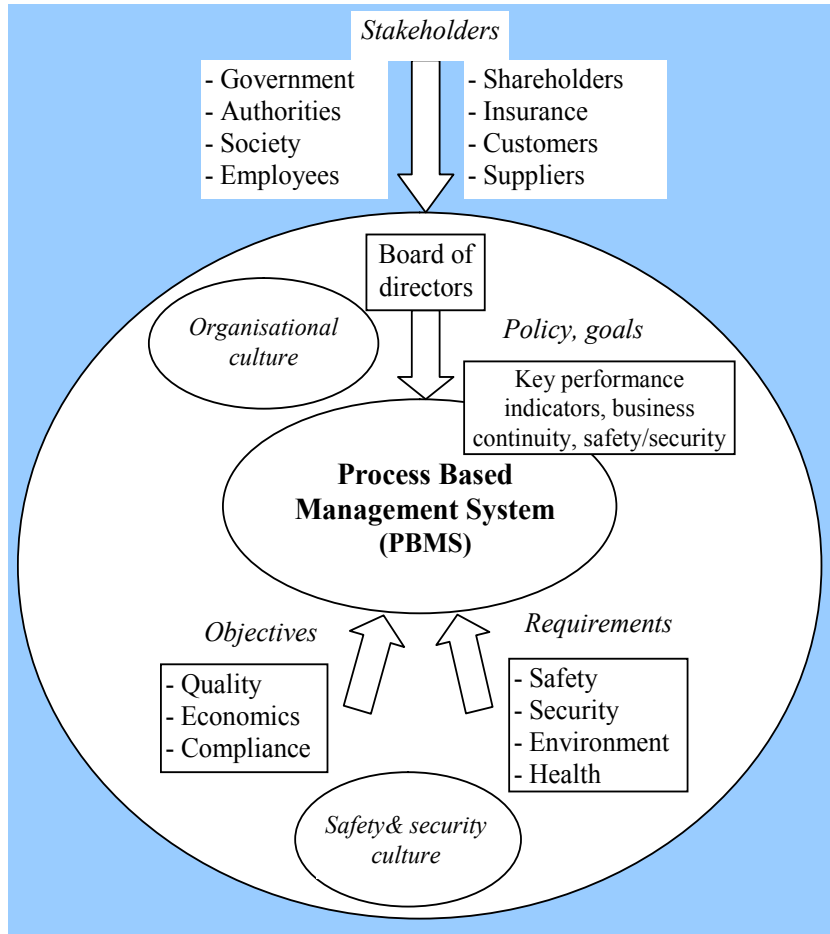 Stakeholders
- Government
- Authorities
- Society
- Employees
- Shareholders
- Insurance
- Customers
- Suppliers
Board of
directors
Organisational
culture
Policy, goals
Key performance
indicators, business
continuity, safety/security
Process Based
Management System
(PBMS)
Objectives
- Quality
- Economics
- Compliance
Requirements
- Safety
- Security
- Environment
- Health
Safety& security
culture